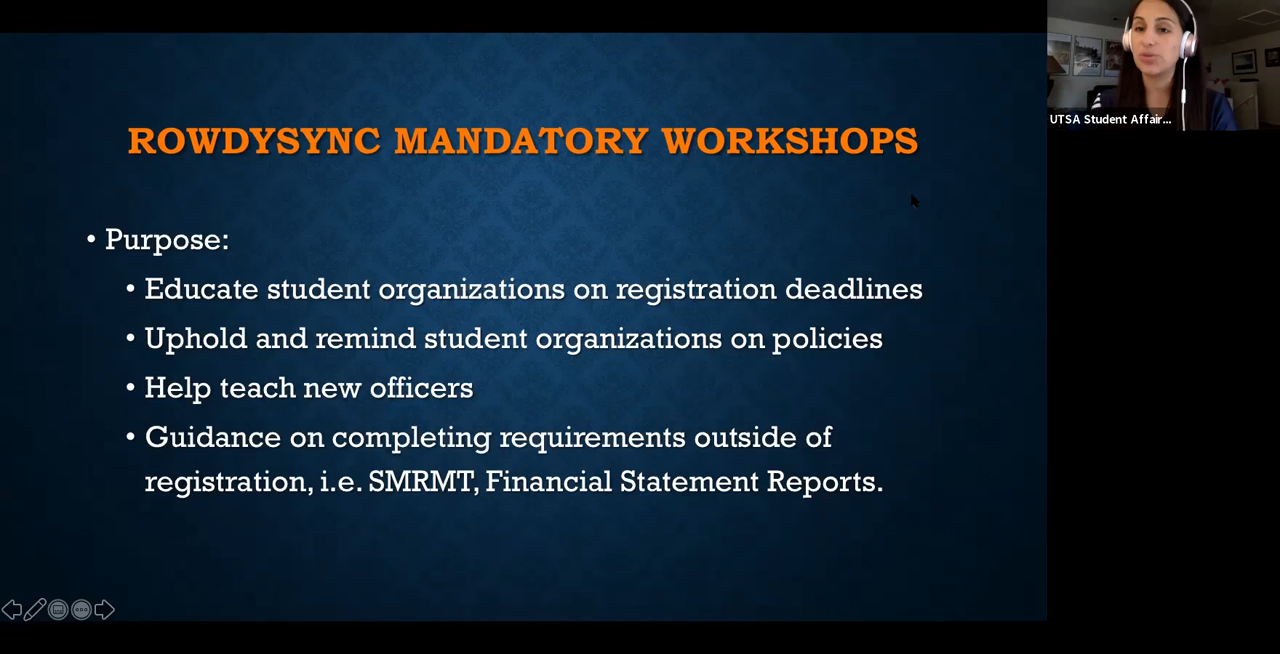 ROWDYSYNC MANDATORY WORKSHOPS
• Purpose:
• Educate student organizations on registration deadlines
• Uphold and remind student organizations on policies
• Help teach new officers
• Guidance on completing requirements outside of
registration, i.e. SMRMT, Financial Statement Reports.
UTSA Student Affair...